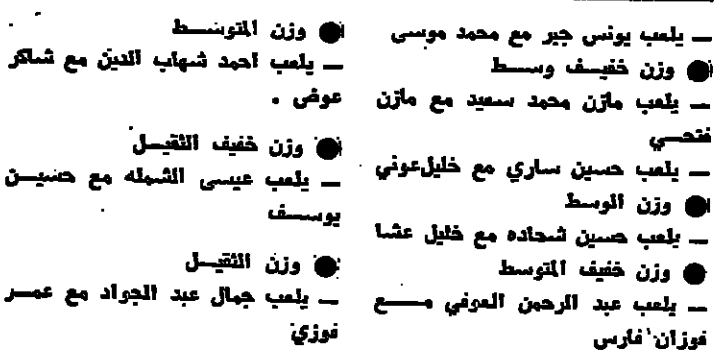 — يلعب يونس جبر مع محمد موسى
● وزن خفيف وسط
— يلعب مازن محمد سعيد مع مازن
فتحي
— يلعب حسين ساري مع خليل عوني
● وزن الوسط
— يلعب حسين شحاده مع خليل عشا
● وزن خفيف المتوسط
— يلعب عبد الرحمن العوفي مع
فوزان فارس
● وزن المتوسط
— يلعب احمد شهاب الدين مع شاكر
عوض .
● وزن خفيف الثقيل
— يلعب عيسى الشمله مع حسين
يوسف
● وزن الثقيل
— يلعب جمال عبد الجواد مع عمر
فوزي